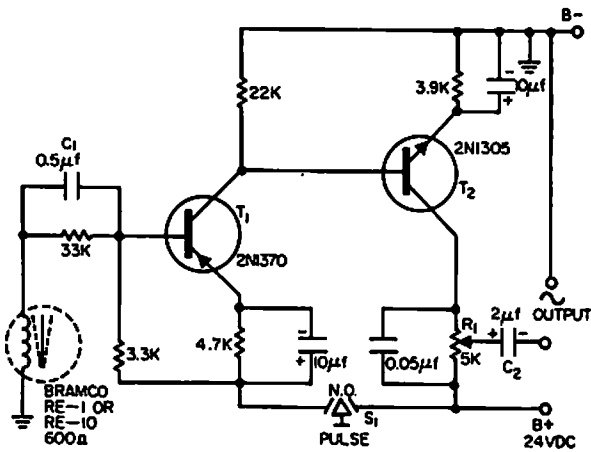 B-
22K
3.9K
-
10μf
+
C1
0.5μf
2N1305
T2
T1
33K
2N1370
-
4.7K
+
10μf
3.3K
0.05μf
R1
5K
+
2μf
-
C2
OUTPUT
BRAMCO
RE-1 OR
RE-10
600Ω
N.O.
S1
PULSE
B+
24VDC